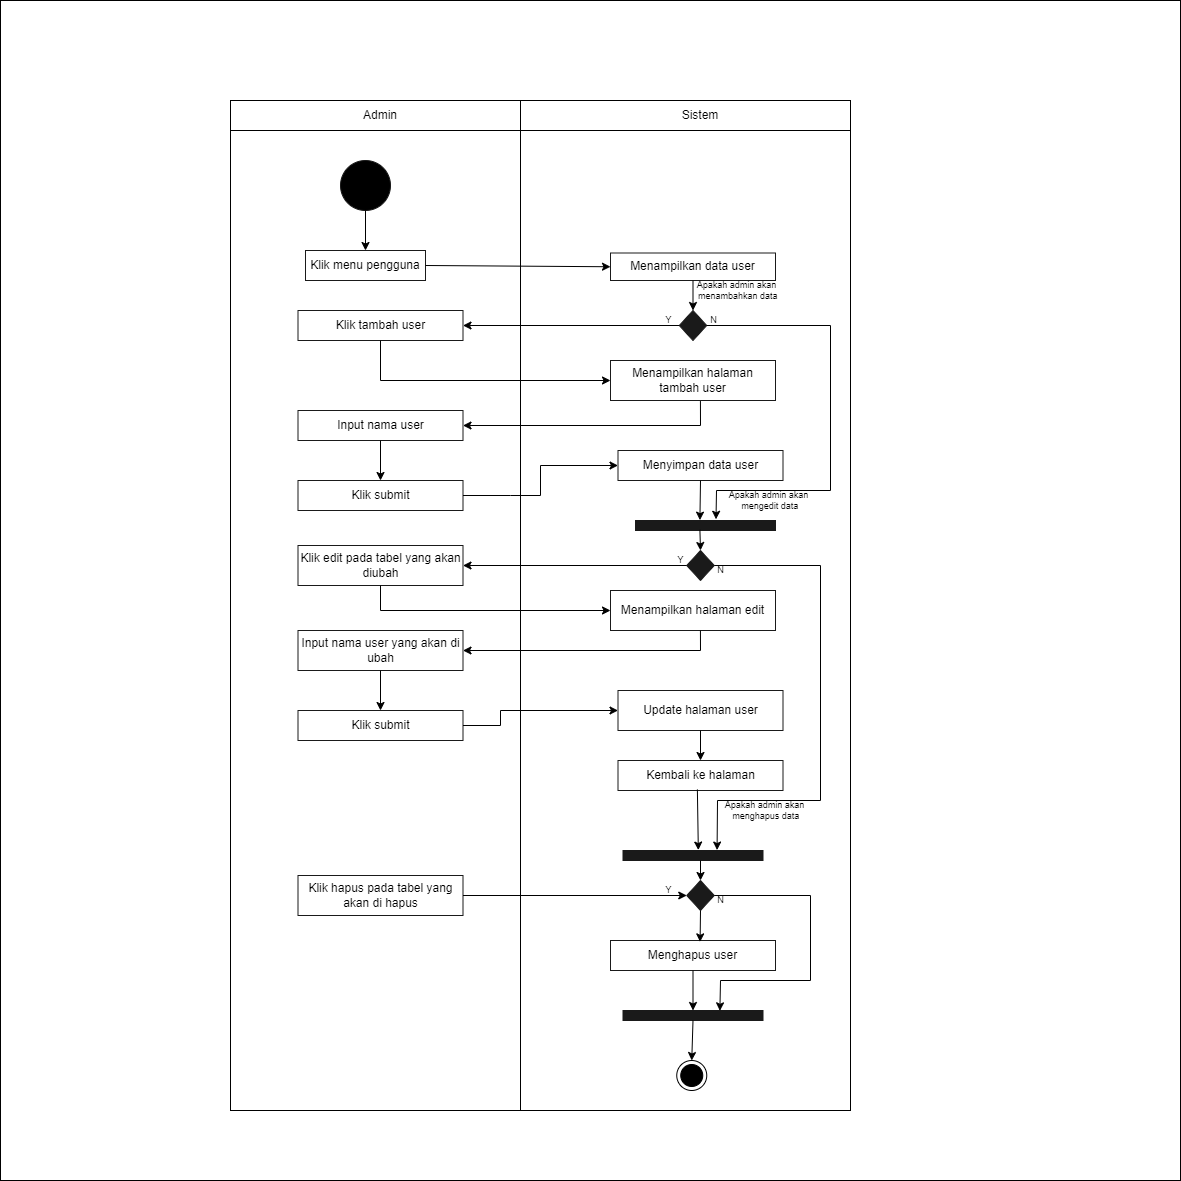 Admin
Sistem
Klik menu pengguna
Menampilkan data user
Apakah admin akan
menambahkan data
Klik tambah user
Y
N
Menampilkan halaman
tambah user
Input nama user
Menyimpan data user
Klik submit
Apakah admin akan
mengedit data
Klik edit pada tabel yang akan
diubah
Y
N
Menampilkan halaman edit
Input nama user yang akan di
ubah
Update halaman user
Klik submit
Kembali ke halaman
Apakah admin akan
menghapus data
Klik hapus pada tabel yang
akan di hapus
Y
N
Menghapus user